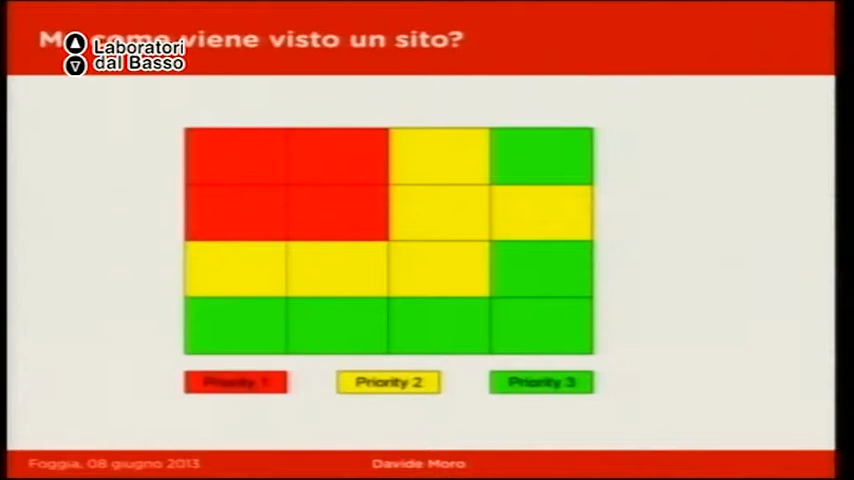 Ma come viene visto un sito?
Laboratori
dal Basso
Priority 1
Priority 2
Priority 3
Foggia, 08 giugno 2013
Davide Moro